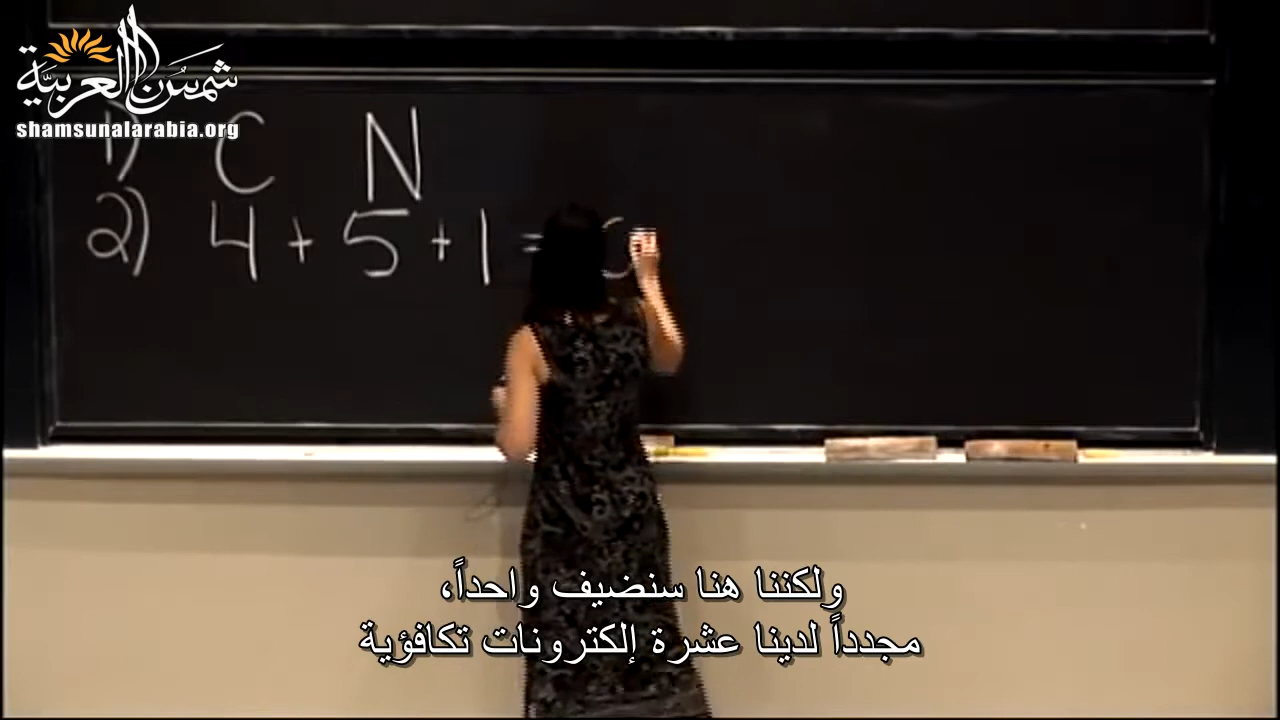 شمس العربية
shamsunalarabia.org
1) C N
2) 4 + 5 + 1 =
ولكننا هنا سنضيف واحداً،
مجدداً لدينا عشرة إلكترونات تكافؤية